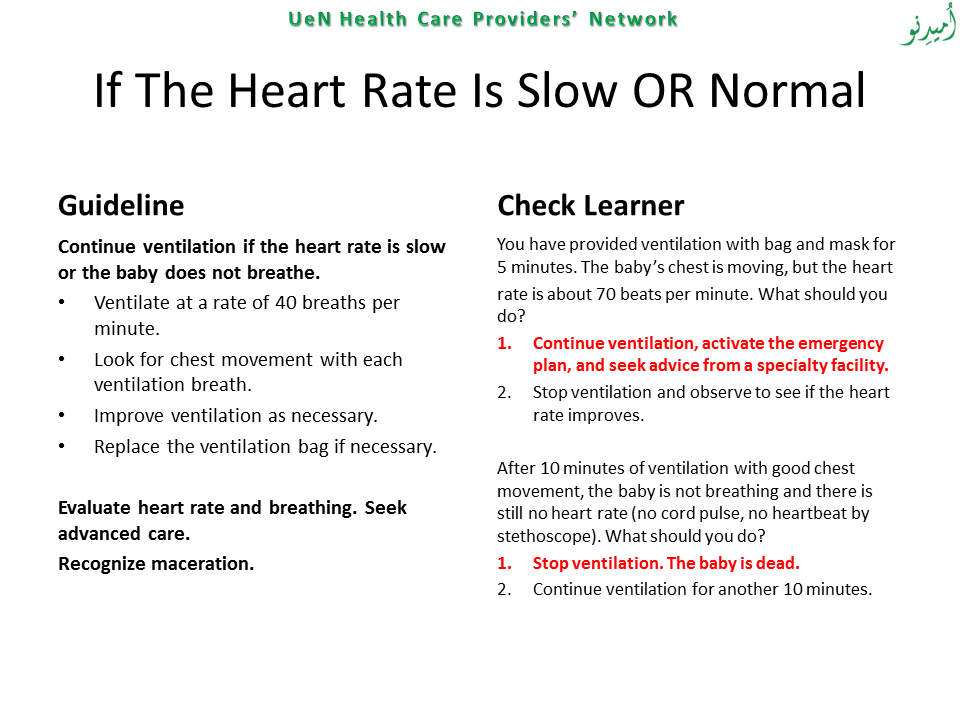 UeN Health Care Providers’ Network
اُمیدِنو
If The Heart Rate Is Slow OR Normal
Guideline
Continue ventilation if the heart rate is slow
or the baby does not breathe.
• Ventilate at a rate of 40 breaths per
minute.
• Look for chest movement with each
ventilation breath.
• Improve ventilation as necessary.
• Replace the ventilation bag if necessary.
Evaluate heart rate and breathing. Seek
advanced care.
Recognize maceration.
Check Learner
You have provided ventilation with bag and mask for
5 minutes. The baby’s chest is moving, but the heart
rate is about 70 beats per minute. What should you
do?
1. Continue ventilation, activate the emergency
plan, and seek advice from a specialty facility.
2. Stop ventilation and observe to see if the heart
rate improves.
After 10 minutes of ventilation with good chest
movement, the baby is not breathing and there is
still no heart rate (no cord pulse, no heartbeat by
stethoscope). What should you do?
1. Stop ventilation. The baby is dead.
2. Continue ventilation for another 10 minutes.